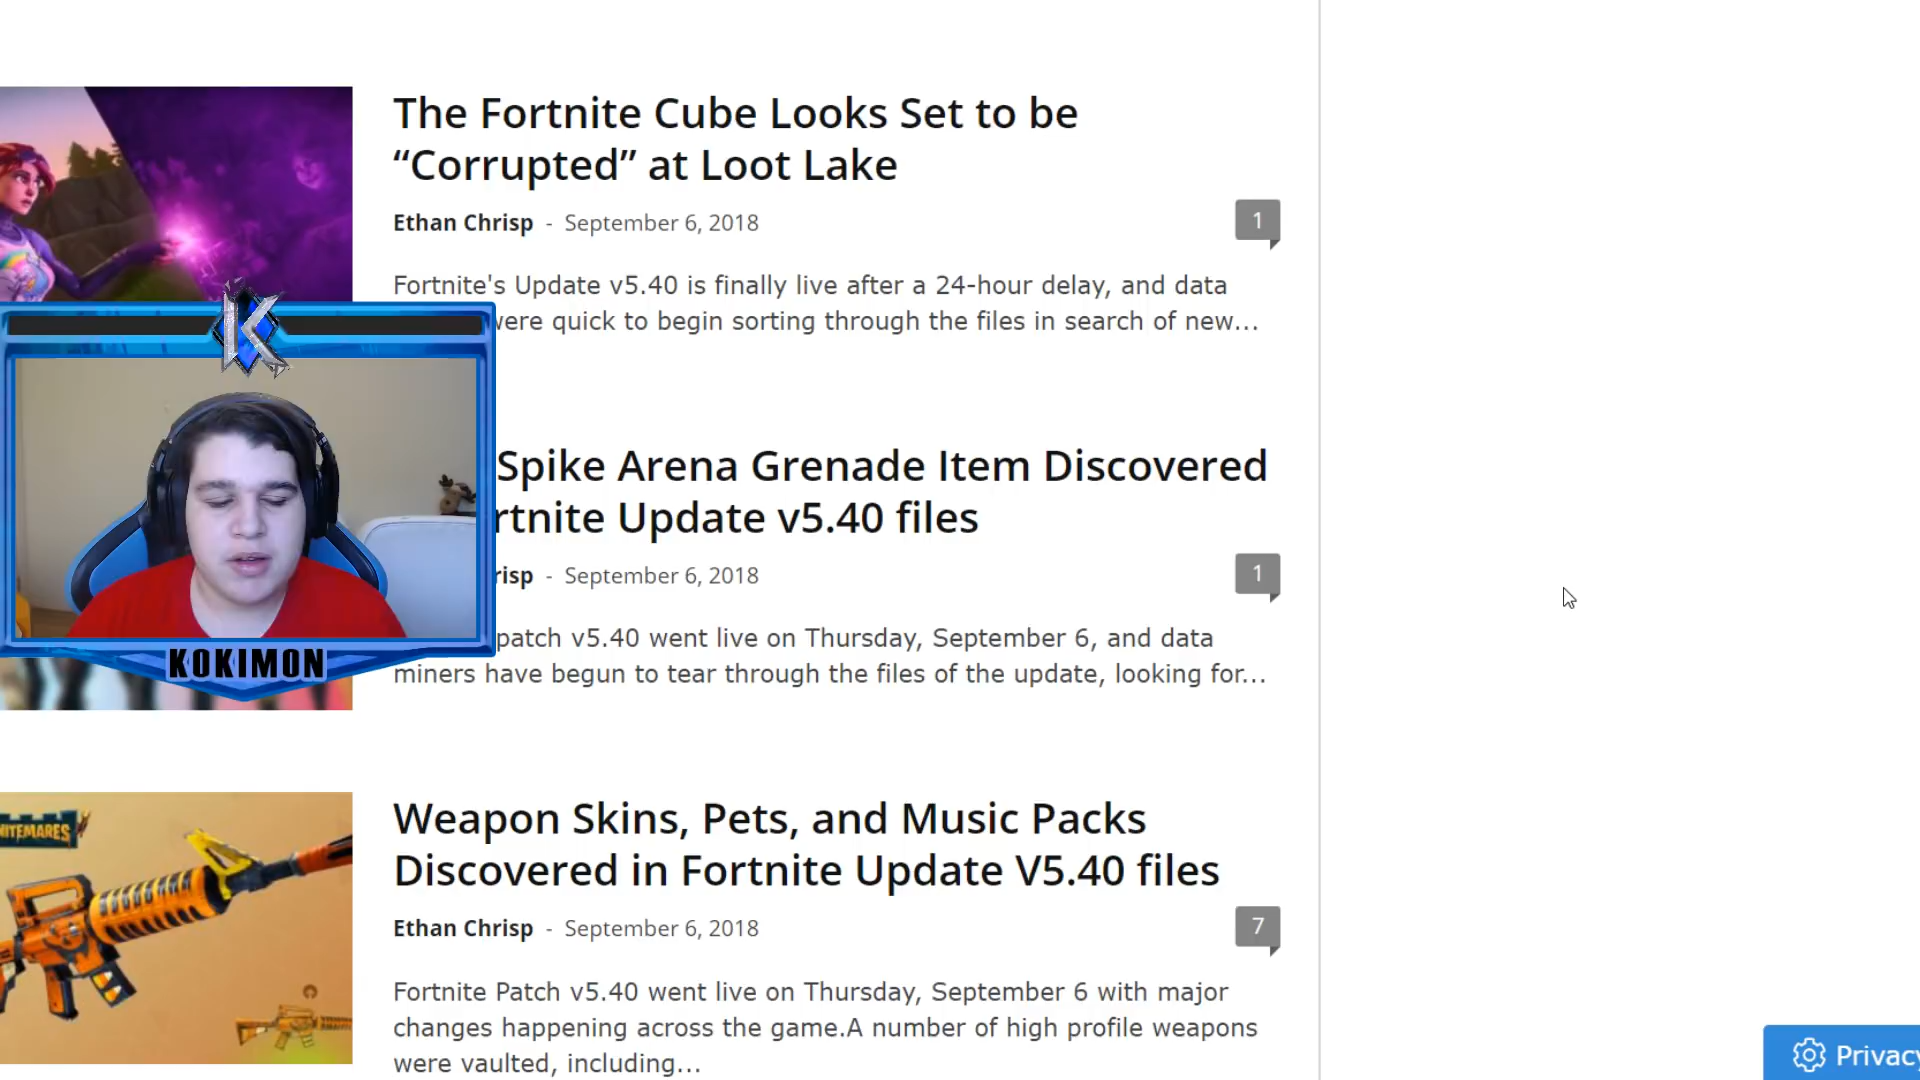 The Fortnite Cube Looks Set to be
“Corrupted” at Loot Lake
Ethan Chrisp - September 6, 2018
1
Fortnite's Update v5.40 is finally live after a 24-hour delay, and data
were quick to begin sorting through the files in search of new...
K
Spike Arena Grenade Item Discovered
rtnite Update v5.40 files
risp - September 6, 2018
1
patch v5.40 went live on Thursday, September 6, and data
miners have begun to tear through the files of the update, looking for...
KOKIMON
NITEMARES
Weapon Skins, Pets, and Music Packs
Discovered in Fortnite Update V5.40 files
Ethan Chrisp - September 6, 2018
7
Fortnite Patch v5.40 went live on Thursday, September 6 with major
changes happening across the game.A number of high profile weapons
were vaulted, including...
Privacy